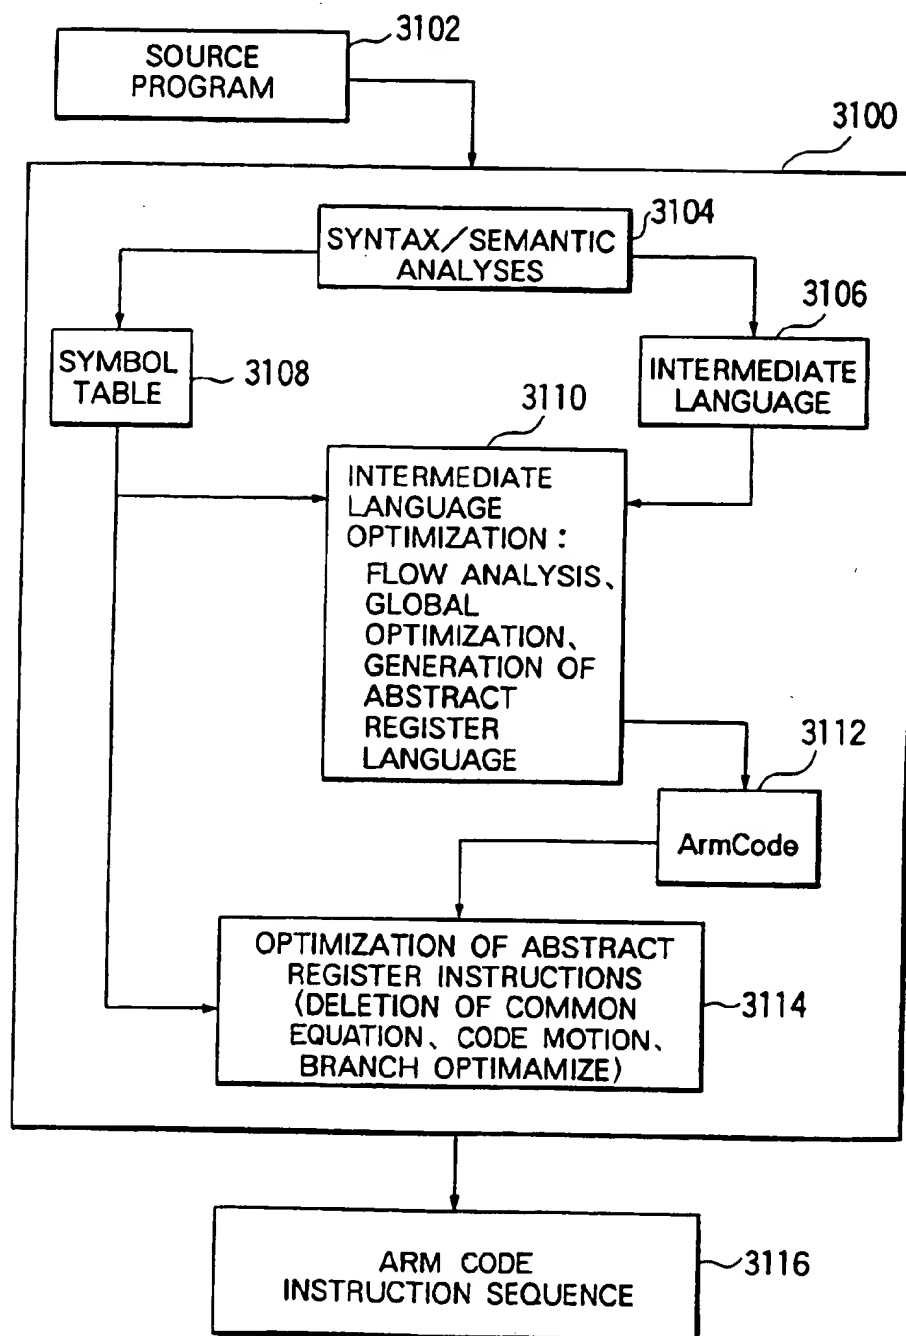 3102
SOURCE
PROGRAM
3100
3104
SYNTAX/SEMANTIC
ANALYSES
3106
SYMBOL
TABLE
3108
INTERMEDIATE
LANGUAGE
3110
INTERMEDIATE
LANGUAGE
OPTIMIZATION:
FLOW ANALYSIS、
GLOBAL
OPTIMIZATION、
GENERATION OF
ABSTRACT
REGISTER
LANGUAGE
3112
ArmCode
OPTIMIZATION OF ABSTRACT
REGISTER INSTRUCTIONS
(DELETION OF COMMON
EQUATION、CODE MOTION、
BRANCH OPTIMAMIZE)
3114
ARM CODE
INSTRUCTION SEQUENCE
3116